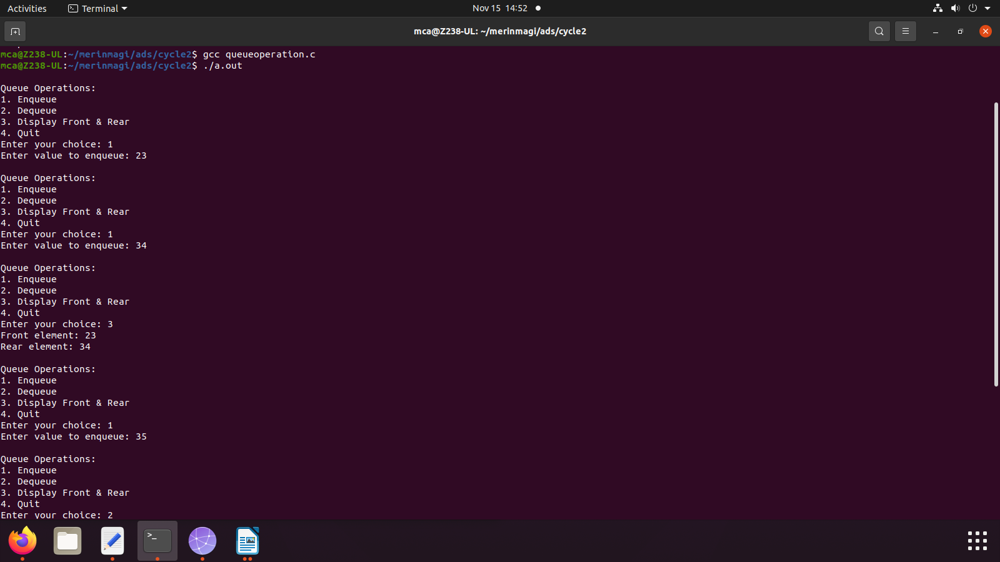 Activities Terminal Nov 15 14:52
mca@Z238-UL: ~/merinmagi/ads/cycle2
mca@Z238-UL:~/merinmagi/ads/cycle2$ gcc queueoperation.c
mca@Z238-UL:~/merinmagi/ads/cycle2$ ./a.out
Queue Operations:
1. Enqueue
2. Dequeue
3. Display Front & Rear
4. Quit
Enter your choice: 1
Enter value to enqueue: 23
Queue Operations:
1. Enqueue
2. Dequeue
3. Display Front & Rear
4. Quit
Enter your choice: 1
Enter value to enqueue: 34
Queue Operations:
1. Enqueue
2. Dequeue
3. Display Front & Rear
4. Quit
Enter your choice: 3
Front element: 23
Rear element: 34
Queue Operations:
1. Enqueue
2. Dequeue
3. Display Front & Rear
4. Quit
Enter your choice: 1
Enter value to enqueue: 35
Queue Operations:
1. Enqueue
2. Dequeue
3. Display Front & Rear
4. Quit
Enter your choice: 2